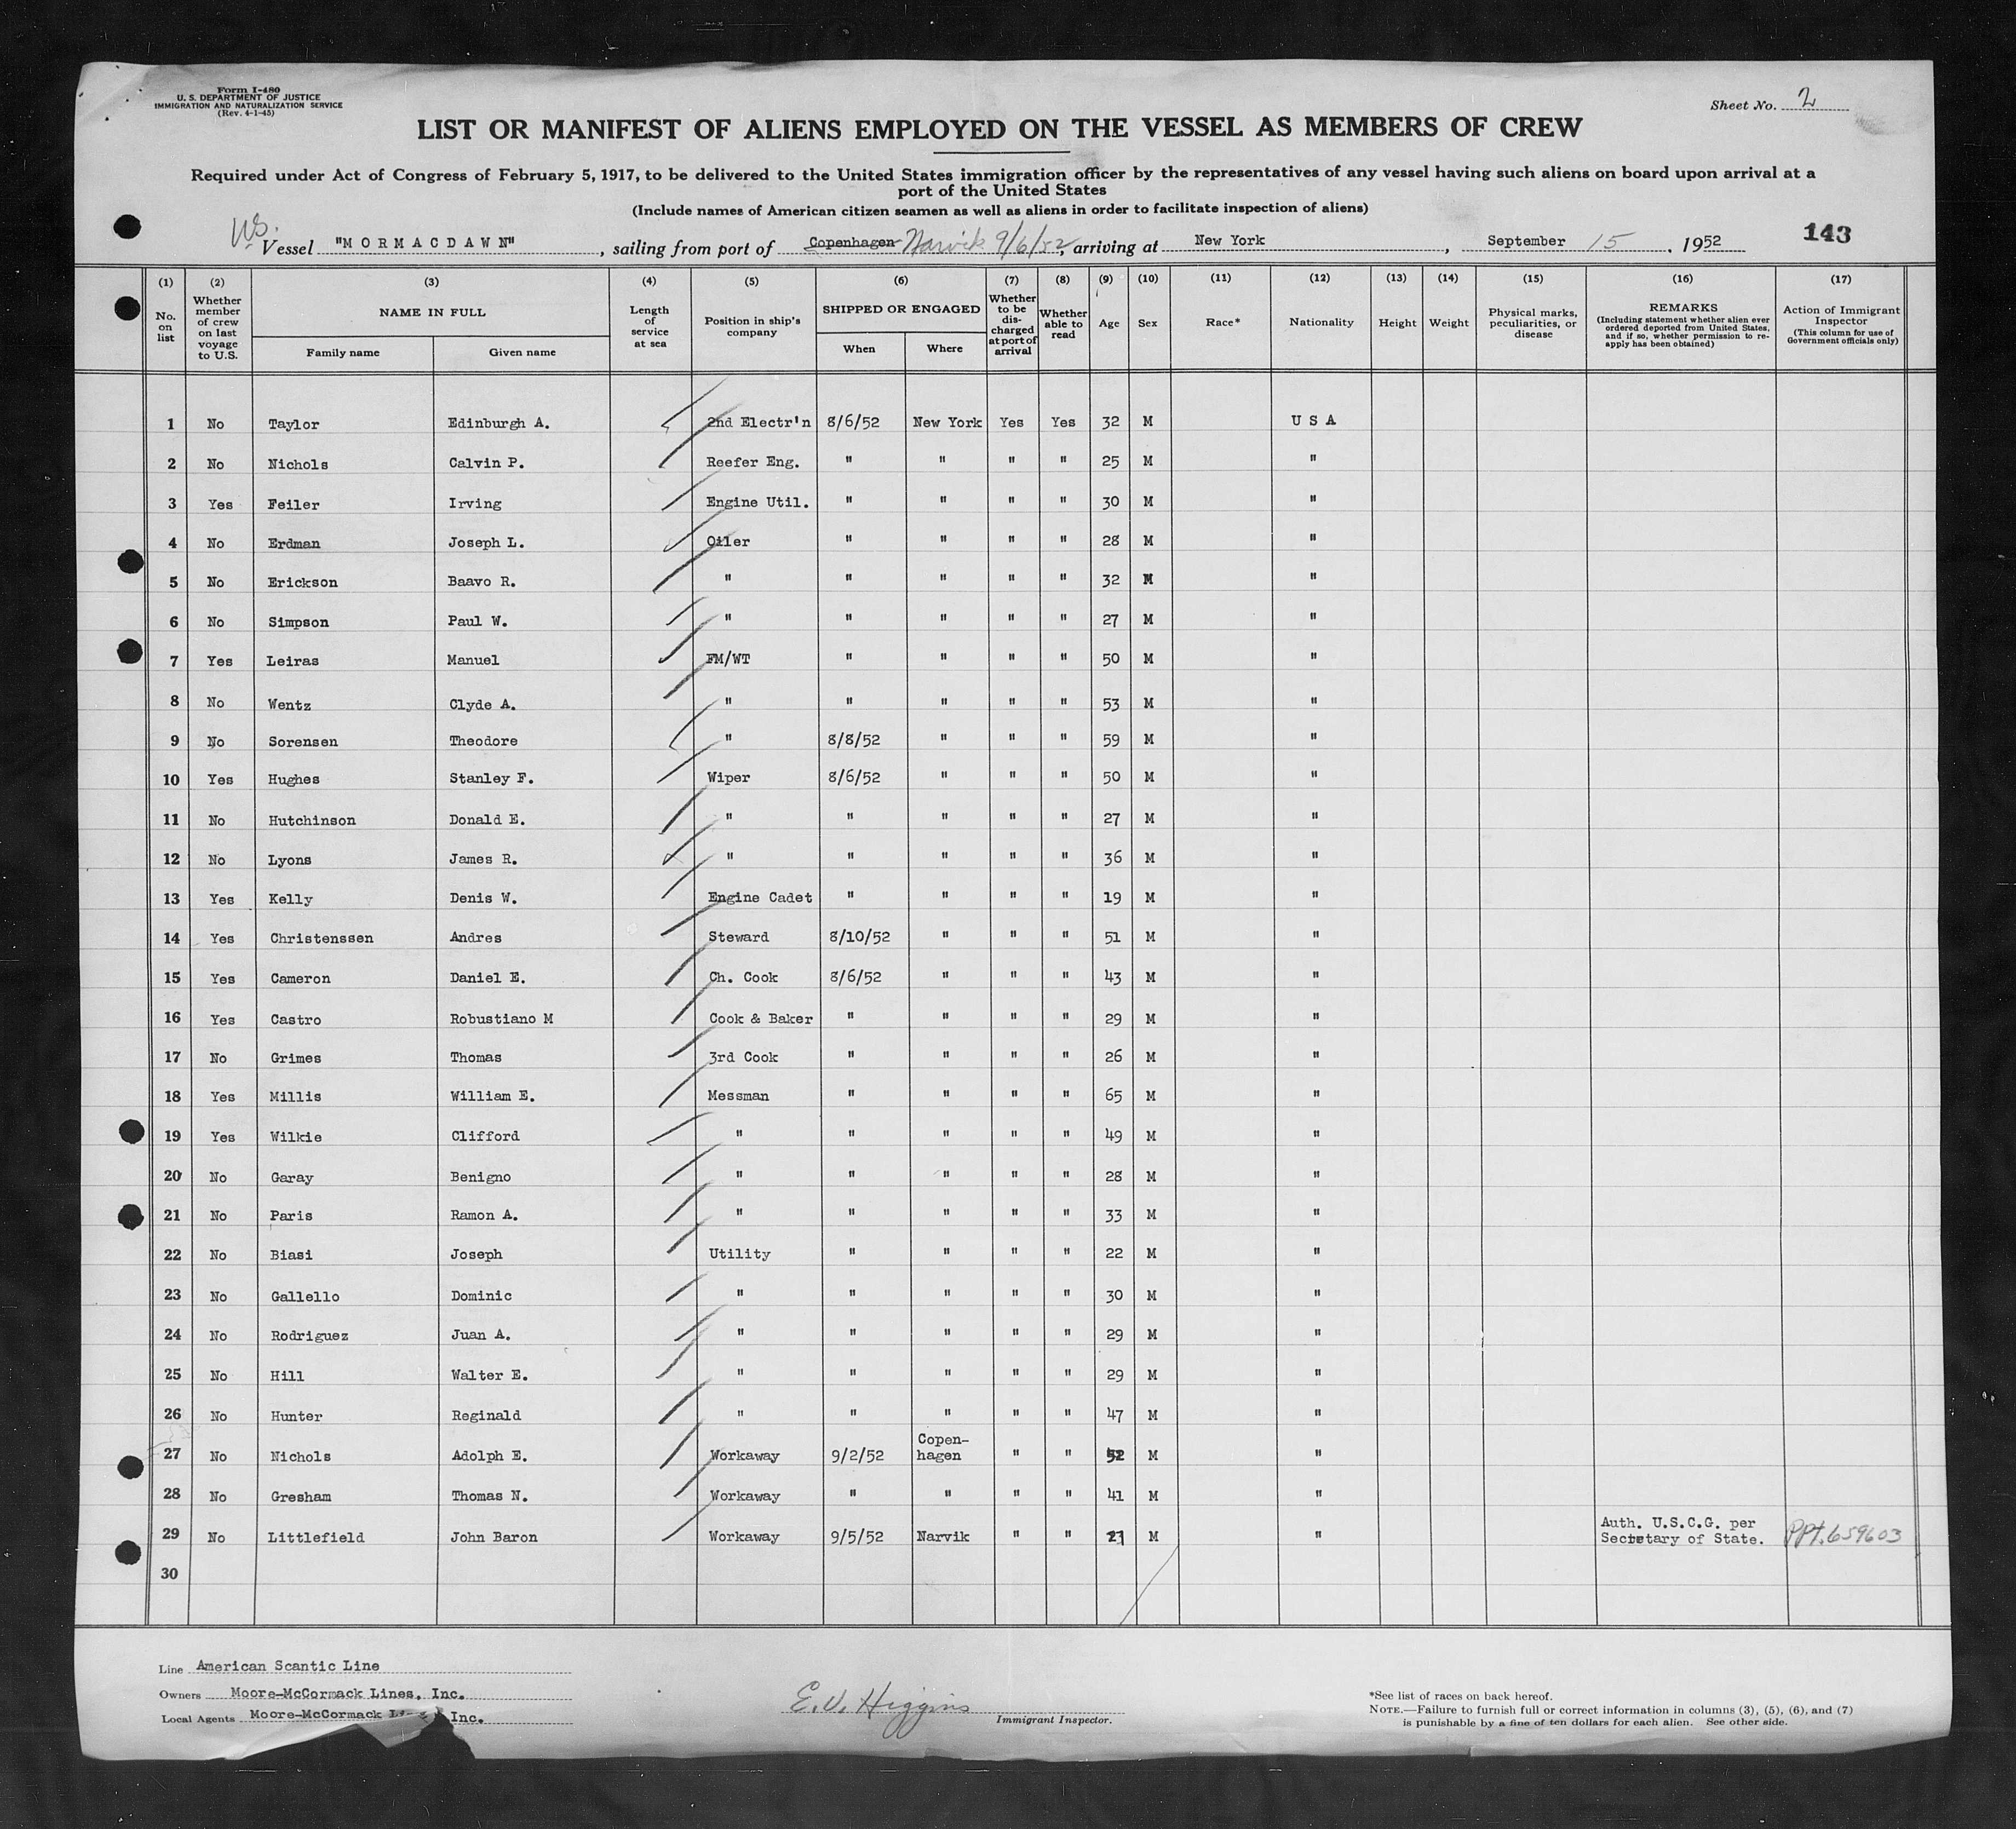 Form I-480
U. S. DEPARTMENT OF JUSTICE
IMMIGRATION AND NATURALIZATION SERVICE
(Rev. 4-1-45)
Sheet No. 2
LIST OR MANIFEST OF ALIENS EMPLOYED ON THE VESSEL AS MEMBERS OF CREW
Required under Act of Congress of February 5, 1917, to be delivered to the United States immigration officer by the representatives of any vessel having such aliens on board upon arrival at a
port of the United States
(Include names of American citizen seamen as well as aliens in order to facilitate inspection of aliens)
Vessel "MORMACDAWN", sailing from port of Copenhagen Narvik 9/6/52, arriving at New York, September 15, 1952 143
(1) (2) (3) (4) (5) (6) (7) (8) (9) (10) (11) (12) (13) (14) (15) (16) (17)
No. on list
Whether member of crew on last voyage to U.S.
NAME IN FULL
Family name Given name
Length of service at sea
Position in ship's company
SHIPPED OR ENGAGED
When Where
Whether to be discharged at port of arrival
Whether able to read
Age
Sex
Race*
Nationality
Height
Weight
Physical marks, peculiarities, or disease
REMARKS
(Including statement whether alien ever ordered deported from United States, and if so, whether permission to re-apply has been obtained)
Action of Immigrant Inspector
(This column for use of Government officials only)
1 No Taylor Edinburgh A. 2nd Electr'n 8/6/52 New York Yes Yes 32 M U S A
2 No Nichols Calvin P. Reefer Eng. " " " " 25 M "
3 Yes Feiler Irving Engine Util. " " " " 30 M "
4 No Erdman Joseph L. Oiler " " " " 28 M "
5 No Erickson Baavo R. " " " " " 32 M "
6 No Simpson Paul W. " " " " " 27 M "
7 Yes Leiras Manuel FM/WT " " " " 50 M "
8 No Wentz Clyde A. " " " " " 53 M "
9 No Sorensen Theodore " 8/8/52 " " " 59 M "
10 Yes Hughes Stanley F. Wiper 8/6/52 " " " 50 M "
11 No Hutchinson Donald E. " " " " " 27 M "
12 No Lyons James R. " " " " " 36 M "
13 Yes Kelly Denis W. Engine Cadet " " " " 19 M "
14 Yes Christenssen Andres Steward 8/10/52 " " " 51 M "
15 Yes Cameron Daniel E. Ch. Cook 8/6/52 " " " 43 M "
16 Yes Castro Robustiano M Cook & Baker " " " " 29 M "
17 No Grimes Thomas 3rd Cook " " " " 26 M "
18 Yes Millis William E. Messman " " " " 65 M "
19 Yes Wilkie Clifford " " " " " 49 M "
20 No Garay Benigno " " " " " 28 M "
21 No Paris Ramon A. " " " " " 33 M "
22 No Biasi Joseph Utility " " " " 22 M "
23 No Gallello Dominic " " " " " 30 M "
24 No Rodriguez Juan A. " " " " " 29 M "
25 No Hill Walter E. " " " " " 29 M "
26 No Hunter Reginald " " " " " 47 M "
27 No Nichols Adolph E. Workaway 9/2/52 Copen-hagen " " 52 M "
28 No Gresham Thomas N. Workaway " " " " 41 M "
29 No Littlefield John Baron Workaway 9/5/52 Narvik " " M " Auth. U.S.C.G. per Secretary of State. PPt. 659603
30
Line American Scantic Line
Owners Moore-McCormack Lines, Inc.
Local Agents Moore-McCormack Inc.
E.V. Higgins
Immigrant Inspector.
*See list of races on back hereof.
NOTE.—Failure to furnish full or correct information in columns (3), (5), (6), and (7)
is punishable by a fine of ten dollars for each alien. See other side.